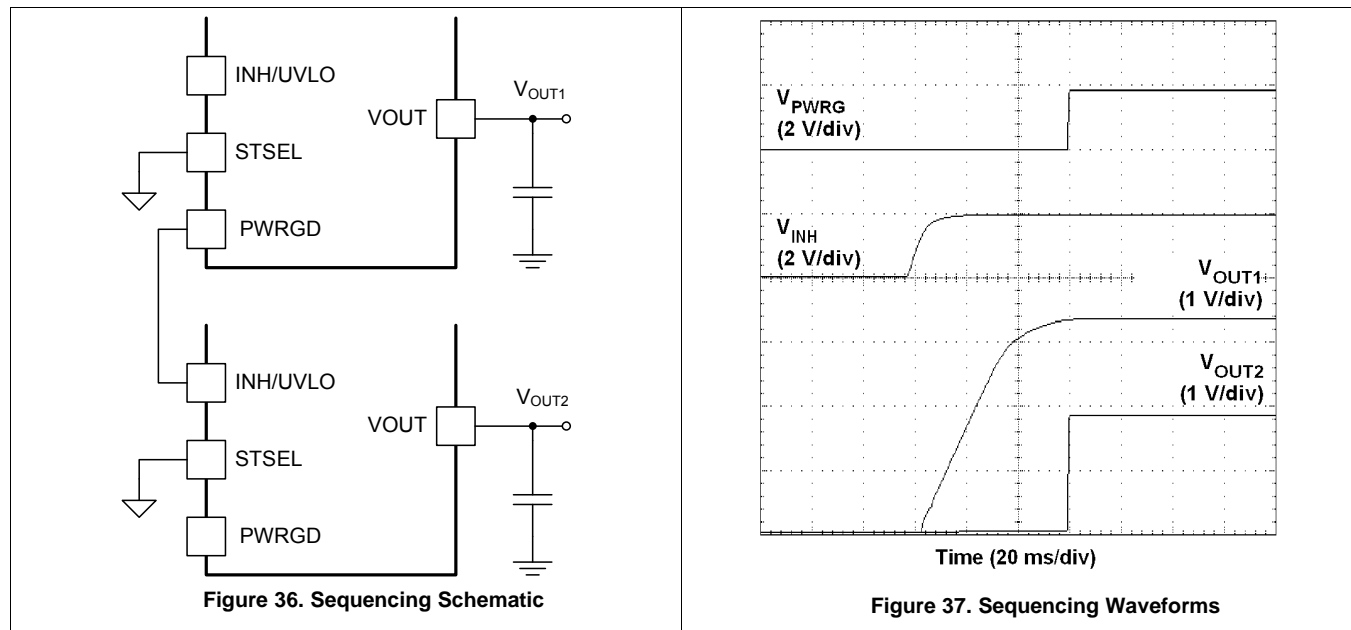 INH/UVLO
VOUT
VOUT1
STSEL
PWRGD
INH/UVLO
VOUT
VOUT2
STSEL
PWRGD
Figure 36. Sequencing Schematic
VPWRG
(2 V/div)
VINH
(2 V/div)
VOUT1
(1 V/div)
VOUT2
(1 V/div)
Time (20 ms/div)
Figure 37. Sequencing Waveforms